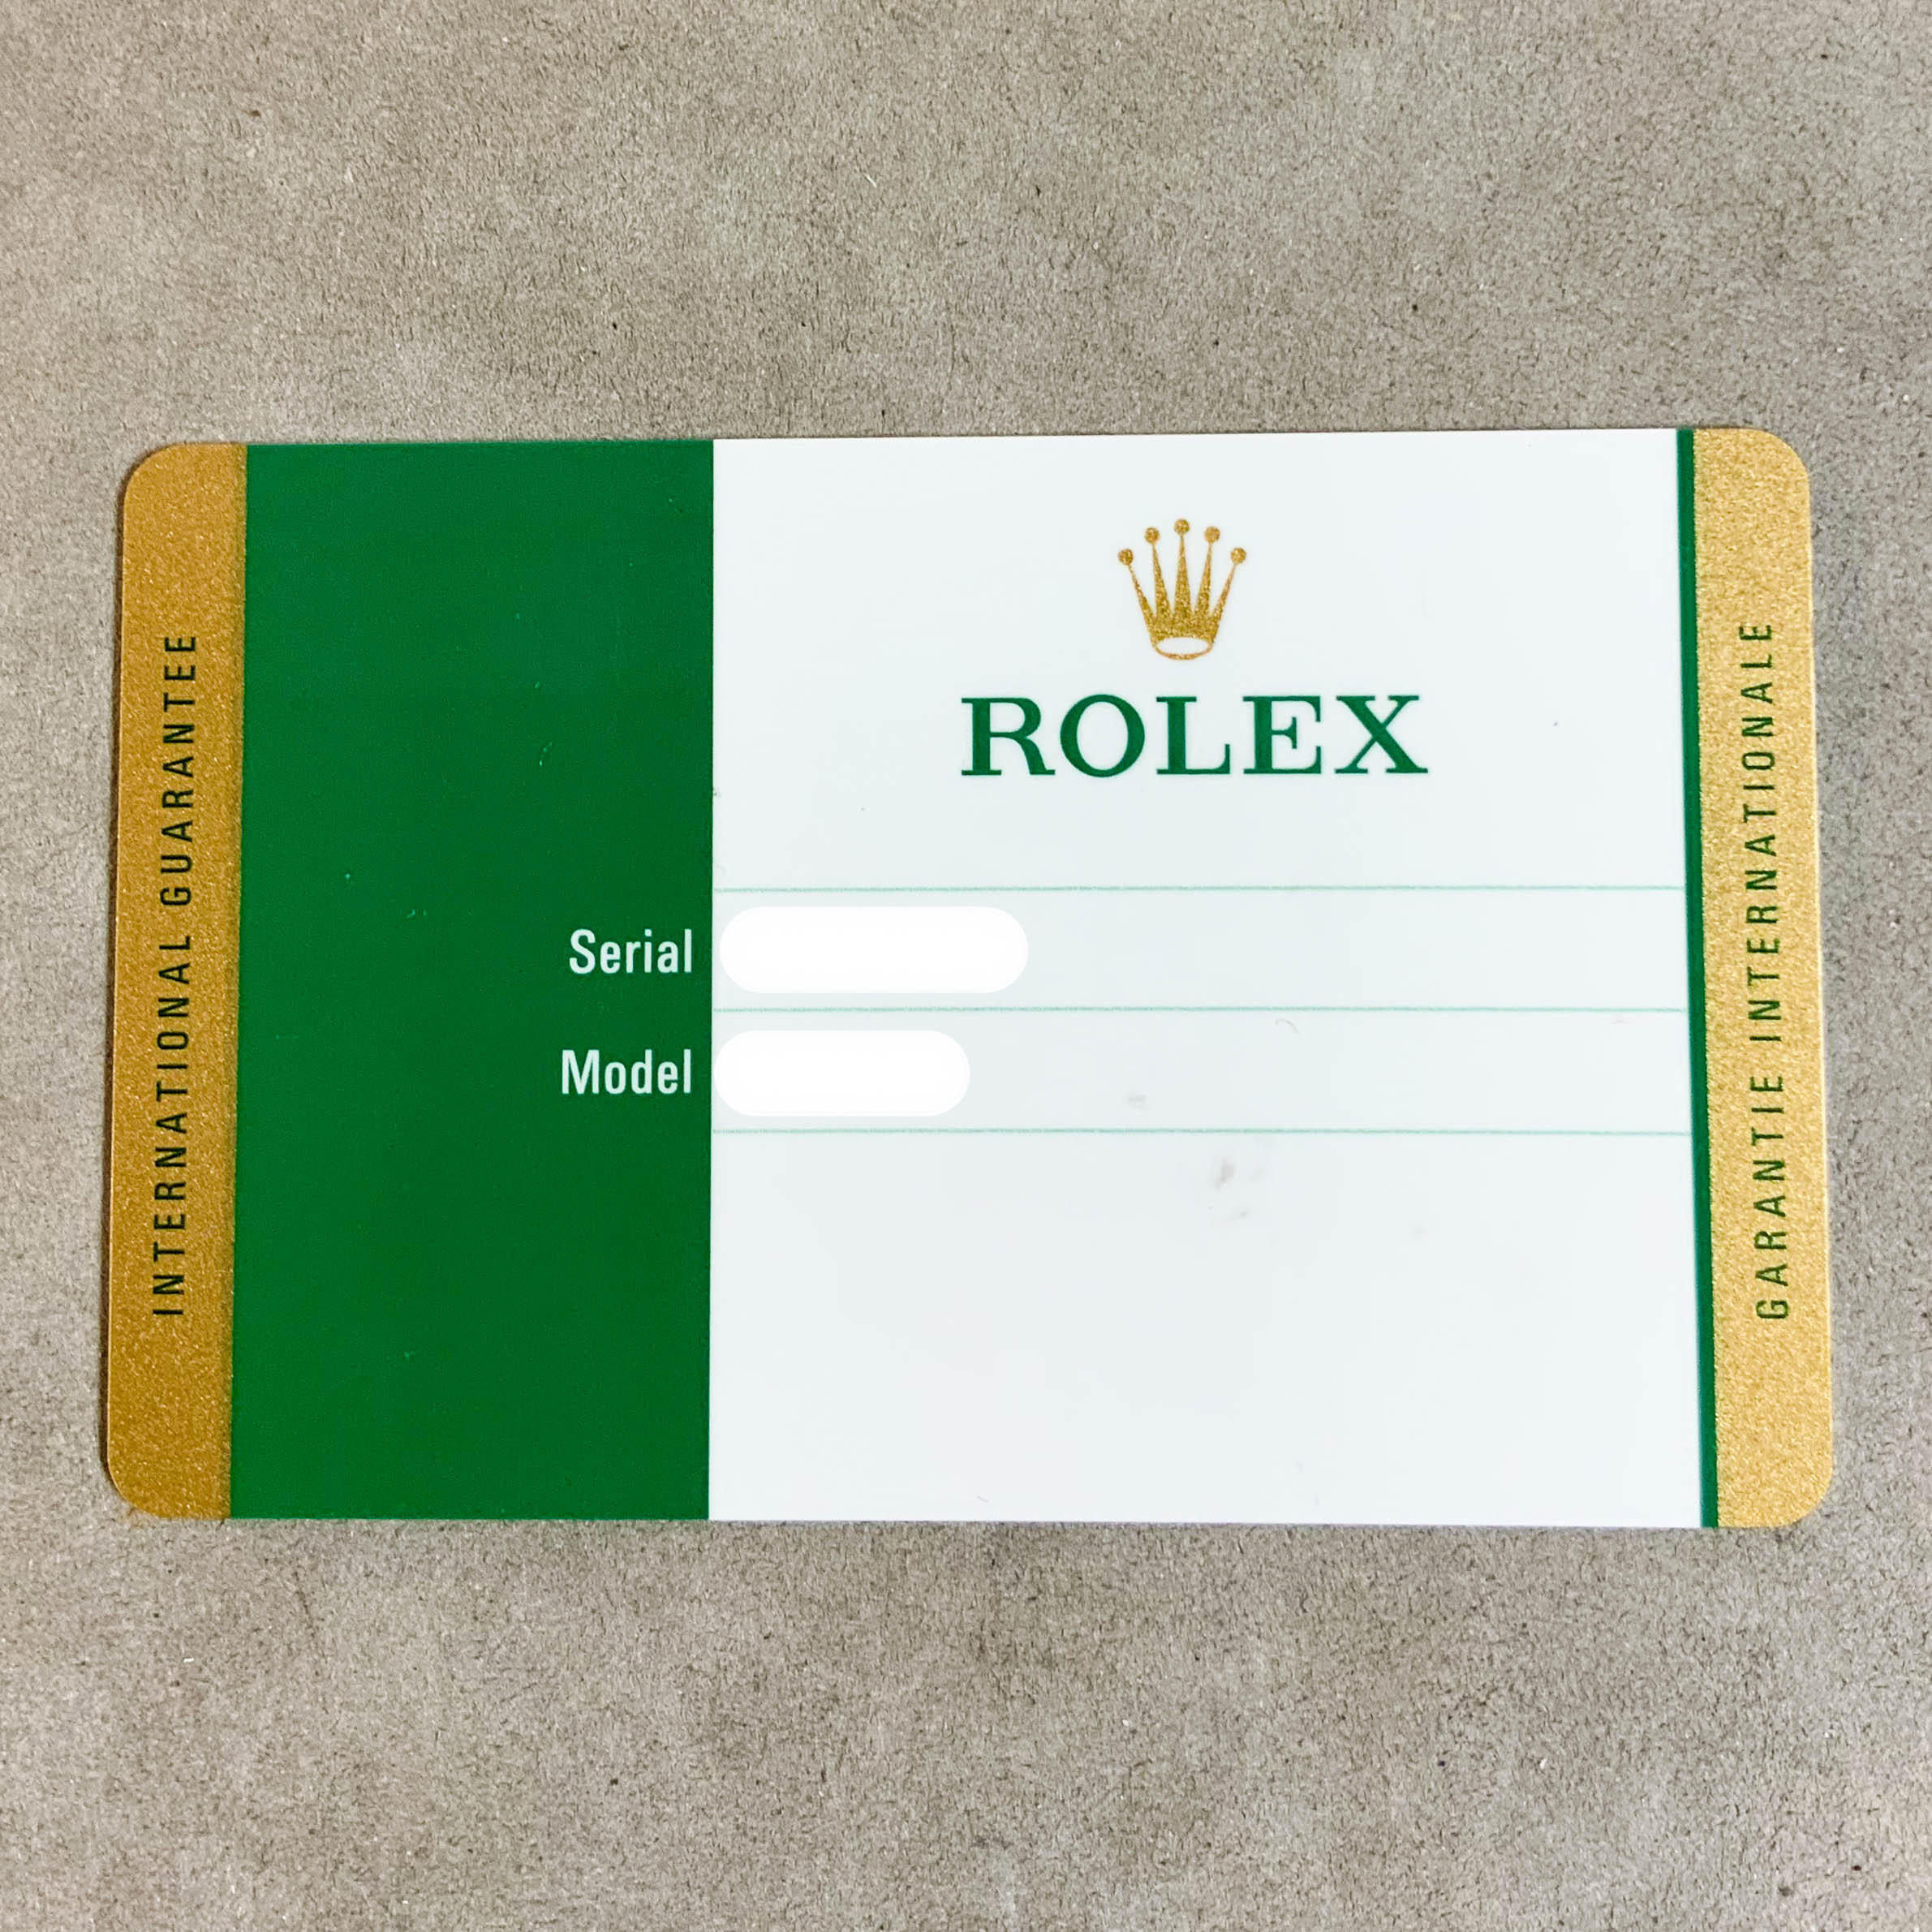 INTERNATIONAL GUARANTEE
ROLEX
Serial
Model
GARANTIE INTERNATIONALE